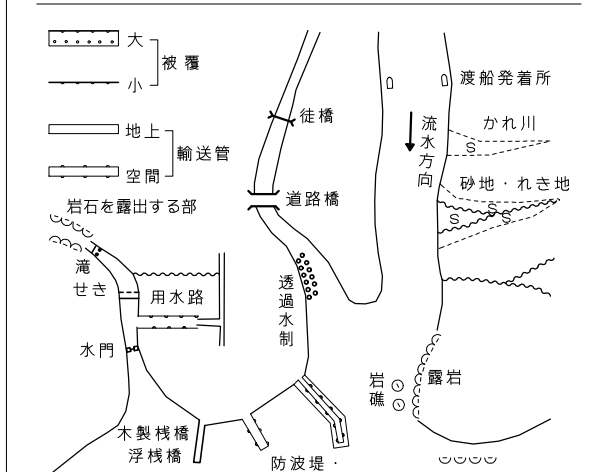 大
被覆
小
地上
輸送管
空間
岩石を露出する部
滝
せき
用水路
水門
木製桟橋
浮桟橋
徒橋
道路橋
透過水制
防波堤・
渡船発着所
流水方向
かれ川
S
砂地・れき地
S
S
S
露岩
岩礁